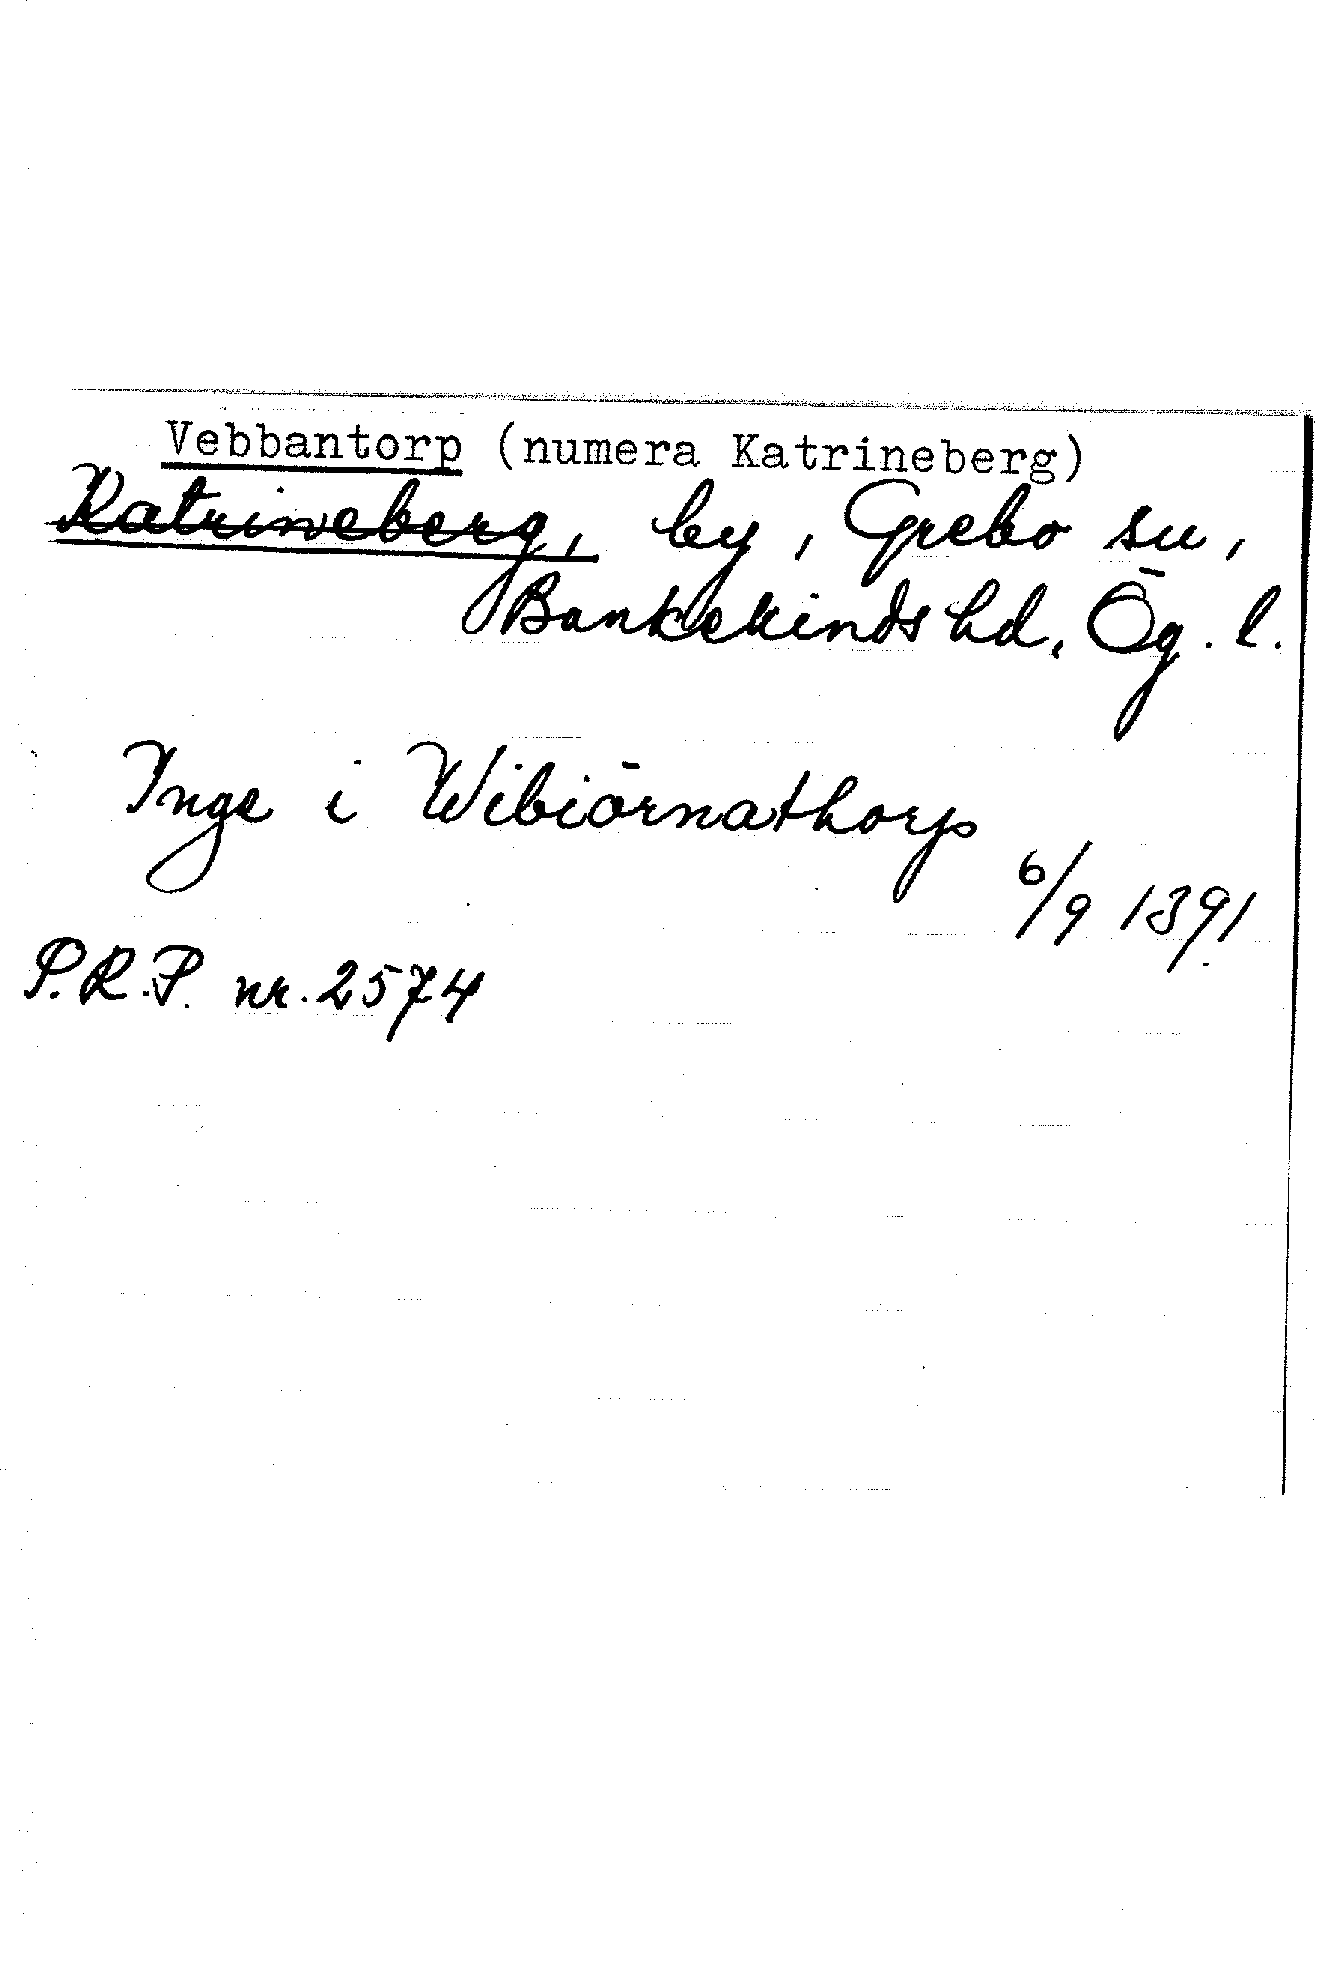 Vebbantorp (numera Katrineberg)
Katrineberg, by, Grebo sn,
Bankekinds hd, Ög. l.
Inge i Wibiörnathorp
6/9 1391
P.R.P. nr. 2574